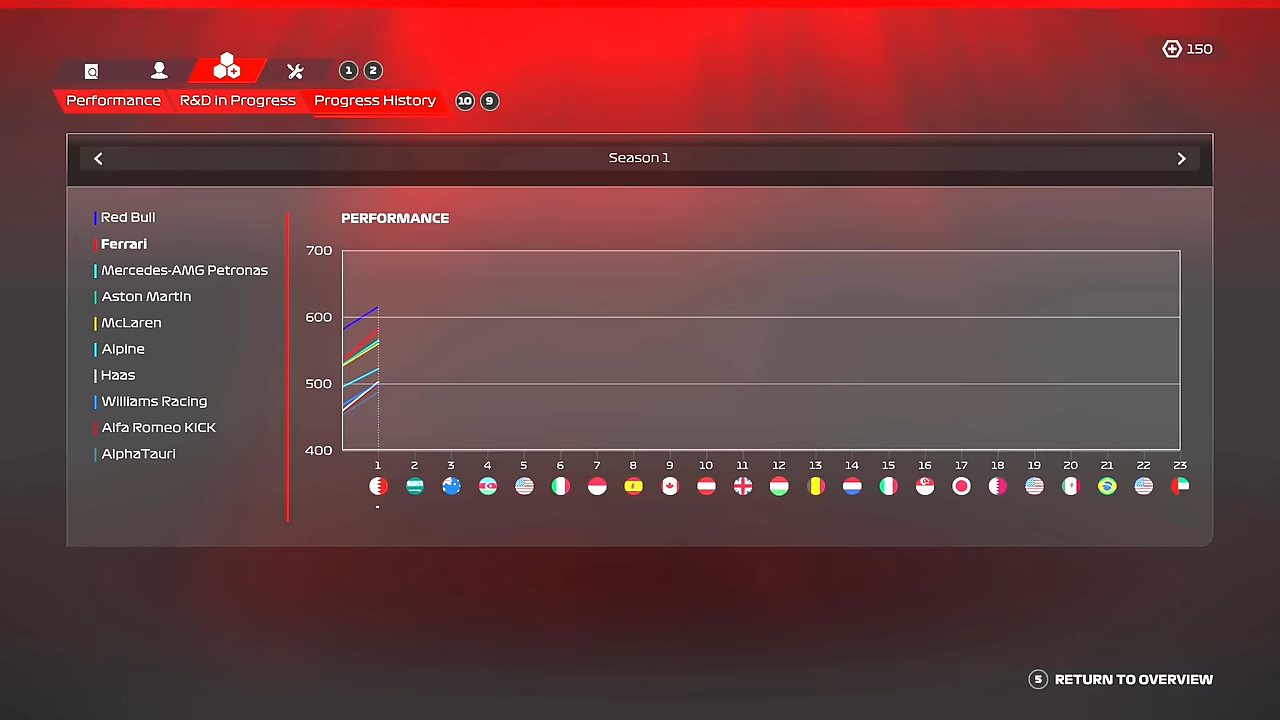 150
1 2
Performance R&D in Progress Progress History 10 9
Season 1
Red Bull
Ferrari
Mercedes-AMG Petronas
Aston Martin
McLaren
Alpine
Haas
Williams Racing
Alfa Romeo KICK
AlphaTauri
PERFORMANCE
700
600
500
400
1 2 3 4 5 6 7 8 9 10 11 12 13 14 15 16 17 18 19 20 21 22 23
-
5 RETURN TO OVERVIEW